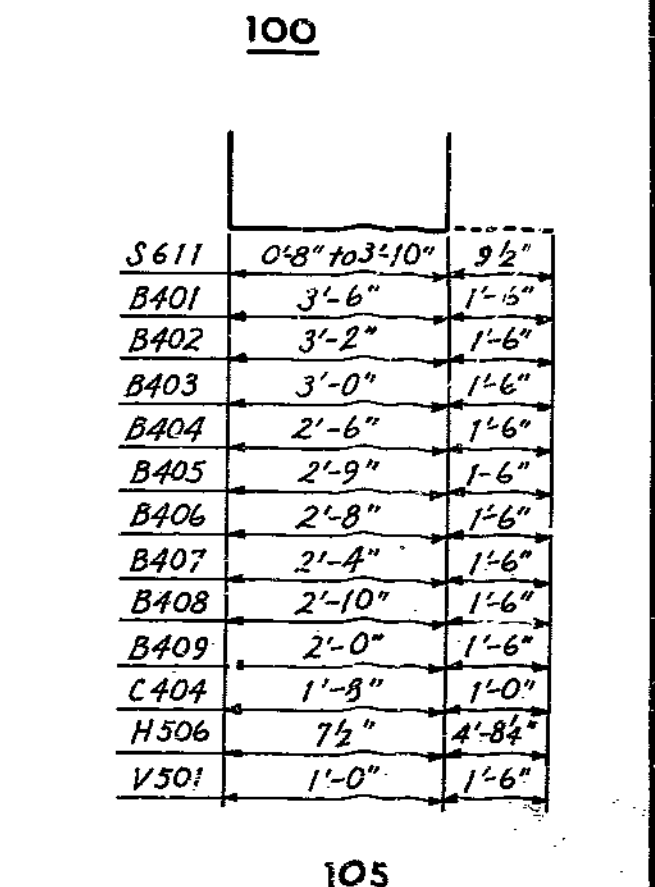 100
S611 0'-8" to 3'-10" 9½"
B401 3'-6" 1'-6"
B402 3'-2" 1'-6"
B403 3'-0" 1'-6"
B404 2'-6" 1'-6"
B405 2'-9" 1-6"
B406 2'-8" 1'-6"
B407 2'-4" 1'-6"
B408 2'-10" 1'-6"
B409 2'-0" 1'-6"
C404 1'-8" 1'-0"
H506 7½" 4'-8¼"
V501 1'-0" 1'-6"
105